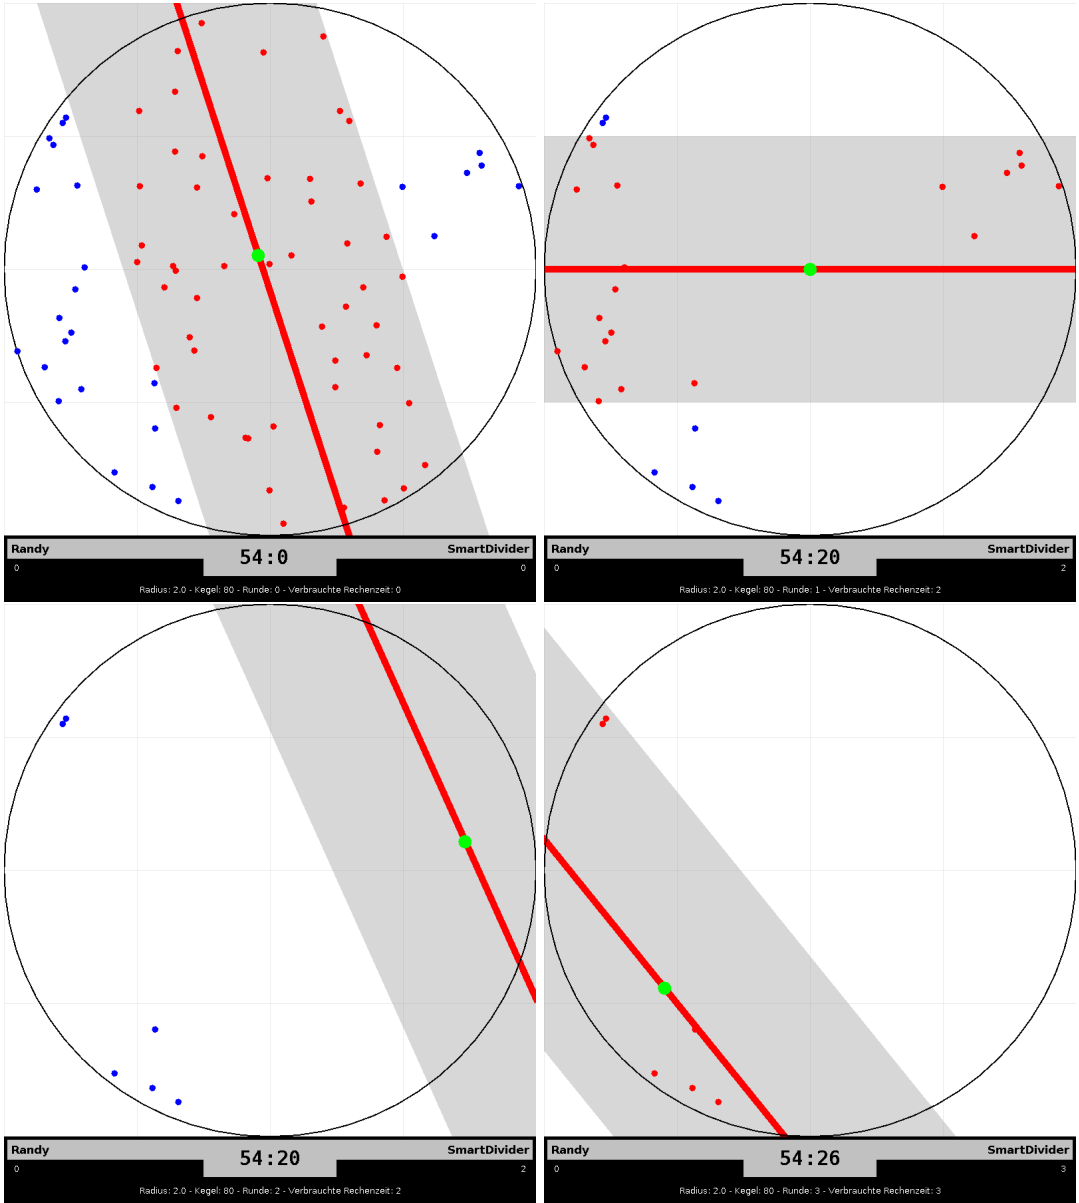 Randy 54:0 SmartDivider
0 0
Radius: 2.0 - Kegel: 80 - Runde: 0 - Verbrauchte Rechenzeit: 0
Randy 54:20 SmartDivider
0 2
Radius: 2.0 - Kegel: 80 - Runde: 1 - Verbrauchte Rechenzeit: 2
Randy 54:20 SmartDivider
0 2
Radius: 2.0 - Kegel: 80 - Runde: 2 - Verbrauchte Rechenzeit: 2
Randy 54:26 SmartDivider
0 3
Radius: 2.0 - Kegel: 80 - Runde: 3 - Verbrauchte Rechenzeit: 3